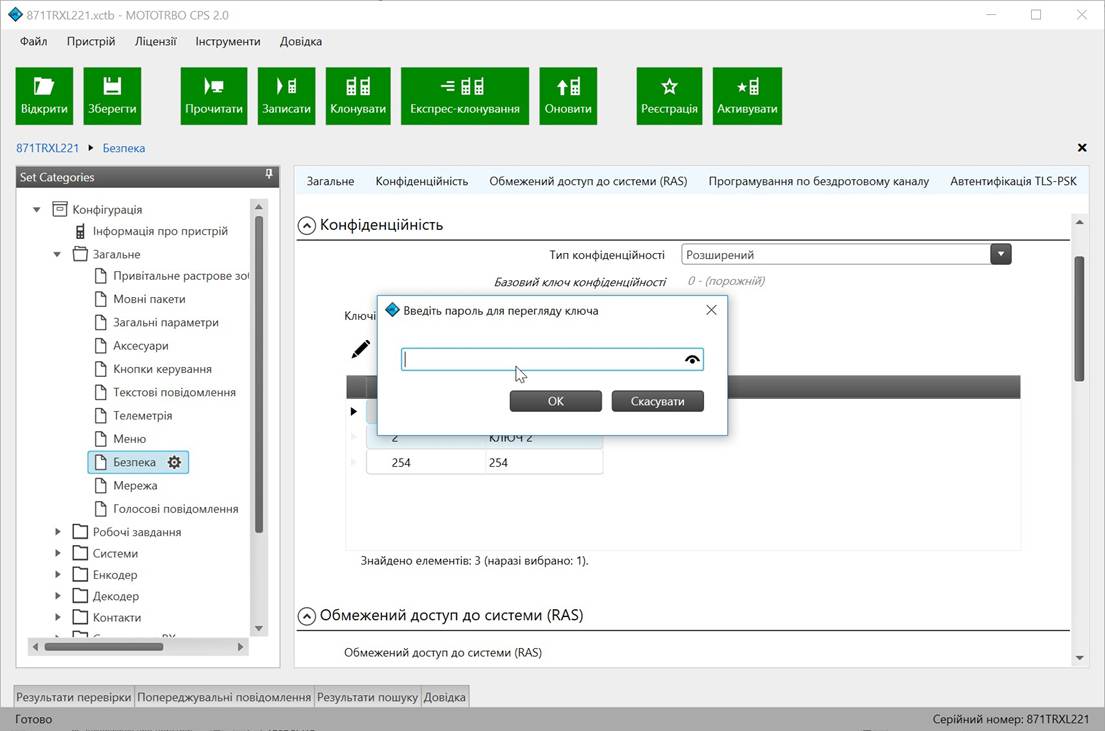 871TRXL221.xctb - MOTOTRBO CPS 2.0
Файл Пристрій Ліцензії Інструменти Довідка
Відкрити Зберегти Прочитати Записати Клонувати Експрес-клонування Оновити Реєстрація Активувати
871TRXL221 Безпека
Set Categories
Конфігурація
Інформація про пристрій
Загальне
Привітальне растрове зо
Мовні пакети
Загальні параметри
Аксесуари
Кнопки керування
Текстові повідомлення
Телеметрія
Меню
Безпека
Мережа
Голосові повідомлення
Робочі завдання
Системи
Енкодер
Декодер
Контакти
Загальне Конфіденційність Обмежений доступ до системи (RAS) Програмування по бездротовому каналу Автентифікація TLS-PSK
Конфіденційність
Тип конфіденційності Розширений
Базовий ключ конфіденційності 0 - (порожній)
Ключі
Введіть пароль для перегляду ключа
ОК Скасувати
2 КЛЮЧ 2
254 254
Знайдено елементів: 3 (наразі вибрано: 1).
Обмежений доступ до системи (RAS)
Обмежений доступ до системи (RAS)
Результати перевірки Попереджувальні повідомлення Результати пошуку Довідка
Готово Серійний номер: 871TRXL221